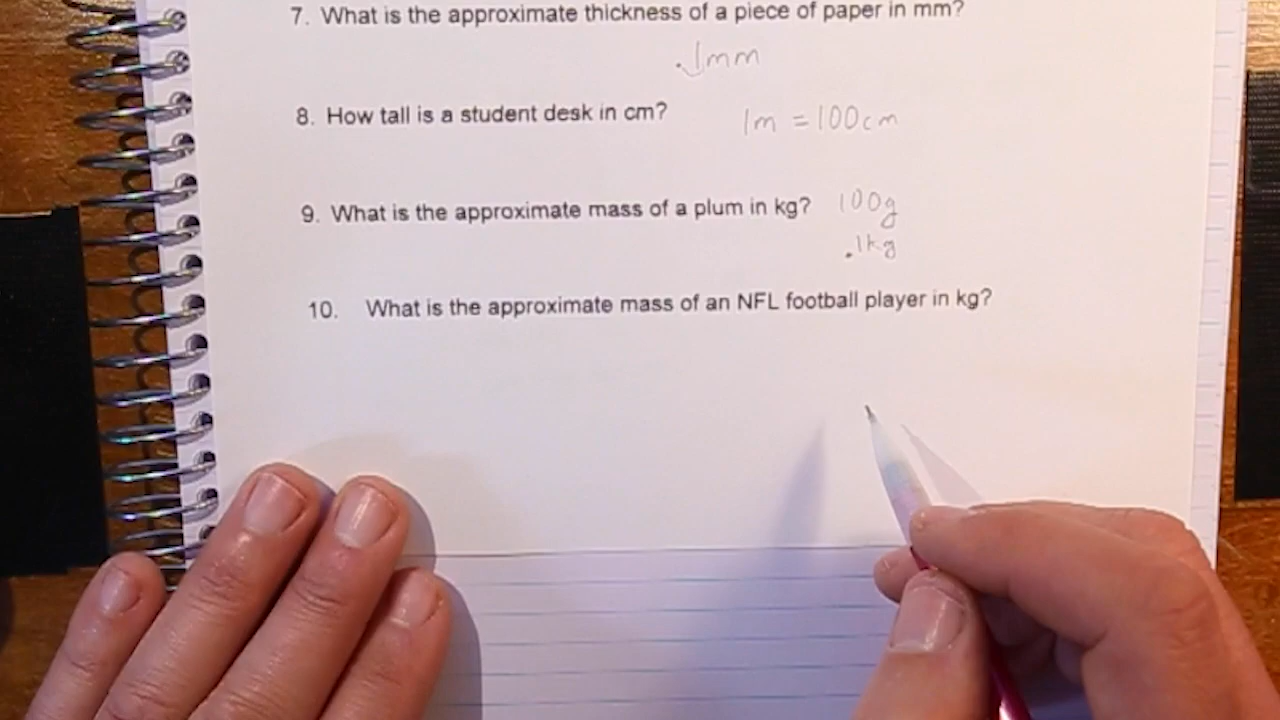 7. What is the approximate thickness of a piece of paper in mm?
.1mm
8. How tall is a student desk in cm? 1m = 100cm
9. What is the approximate mass of a plum in kg? 100g
.1kg
10. What is the approximate mass of an NFL football player in kg?